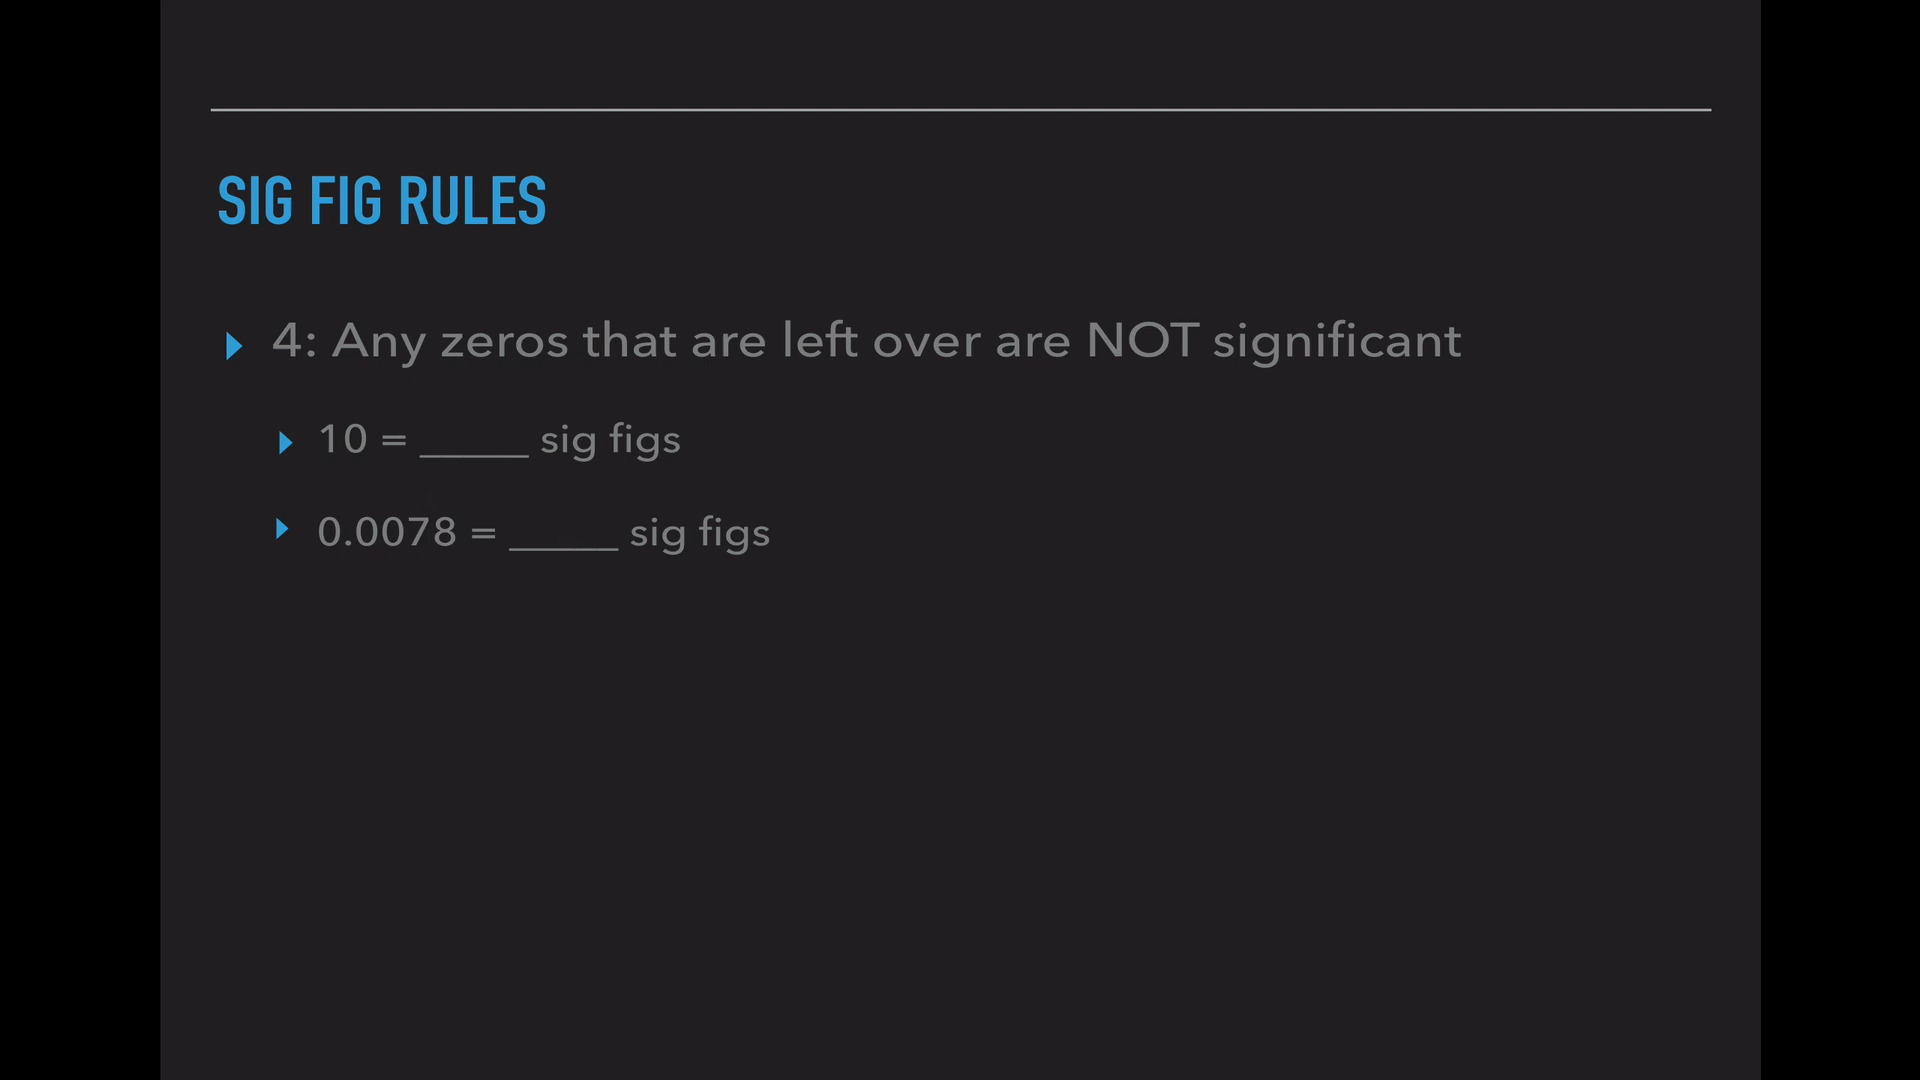 SIG FIG RULES
4: Any zeros that are left over are NOT significant
10 = _____ sig figs
0.0078 = _____ sig figs